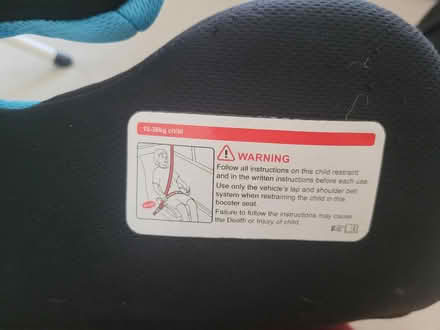 15-36kg child
WARNING
Follow all instructions on this child restraint
and in the written instructions before each use.
Use only the vehicle's lap and shoulder belt
system when restraining the child in this
booster seat.
Failure to follow the instructions may cause
the Death or Injury of child.